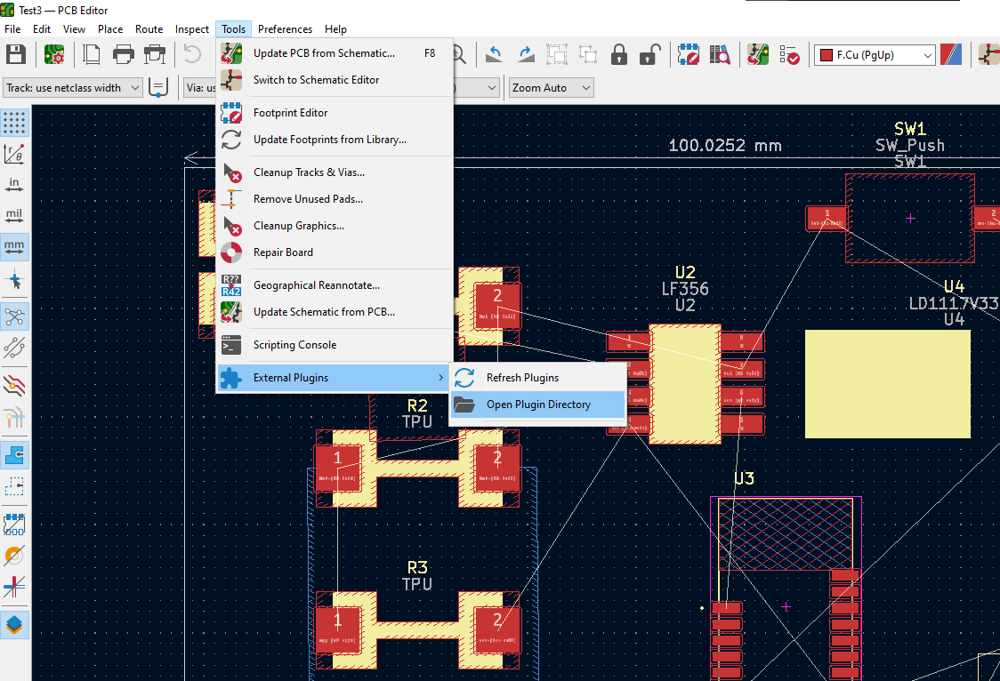 Test3 — PCB Editor
File Edit View Place Route Inspect Tools Preferences Help
Update PCB from Schematic... F8
F.Cu (PgUp)
Switch to Schematic Editor
Track: use netclass width
Via: us
)
Zoom Auto
Footprint Editor
Update Footprints from Library...
Cleanup Tracks & Vias...
Remove Unused Pads...
Cleanup Graphics...
Repair Board
R??
R42
Geographical Reannotate...
Update Schematic from PCB...
Scripting Console
External Plugins
Refresh Plugins
Open Plugin Directory
in
mil
mm
100.0252 mm
SW1
SW_Push
SW1
1
2
U2
LF356
U2
U4
LD1117V33
U4
2
R2
TPU
1
2
U3
R3
TPU
1
2